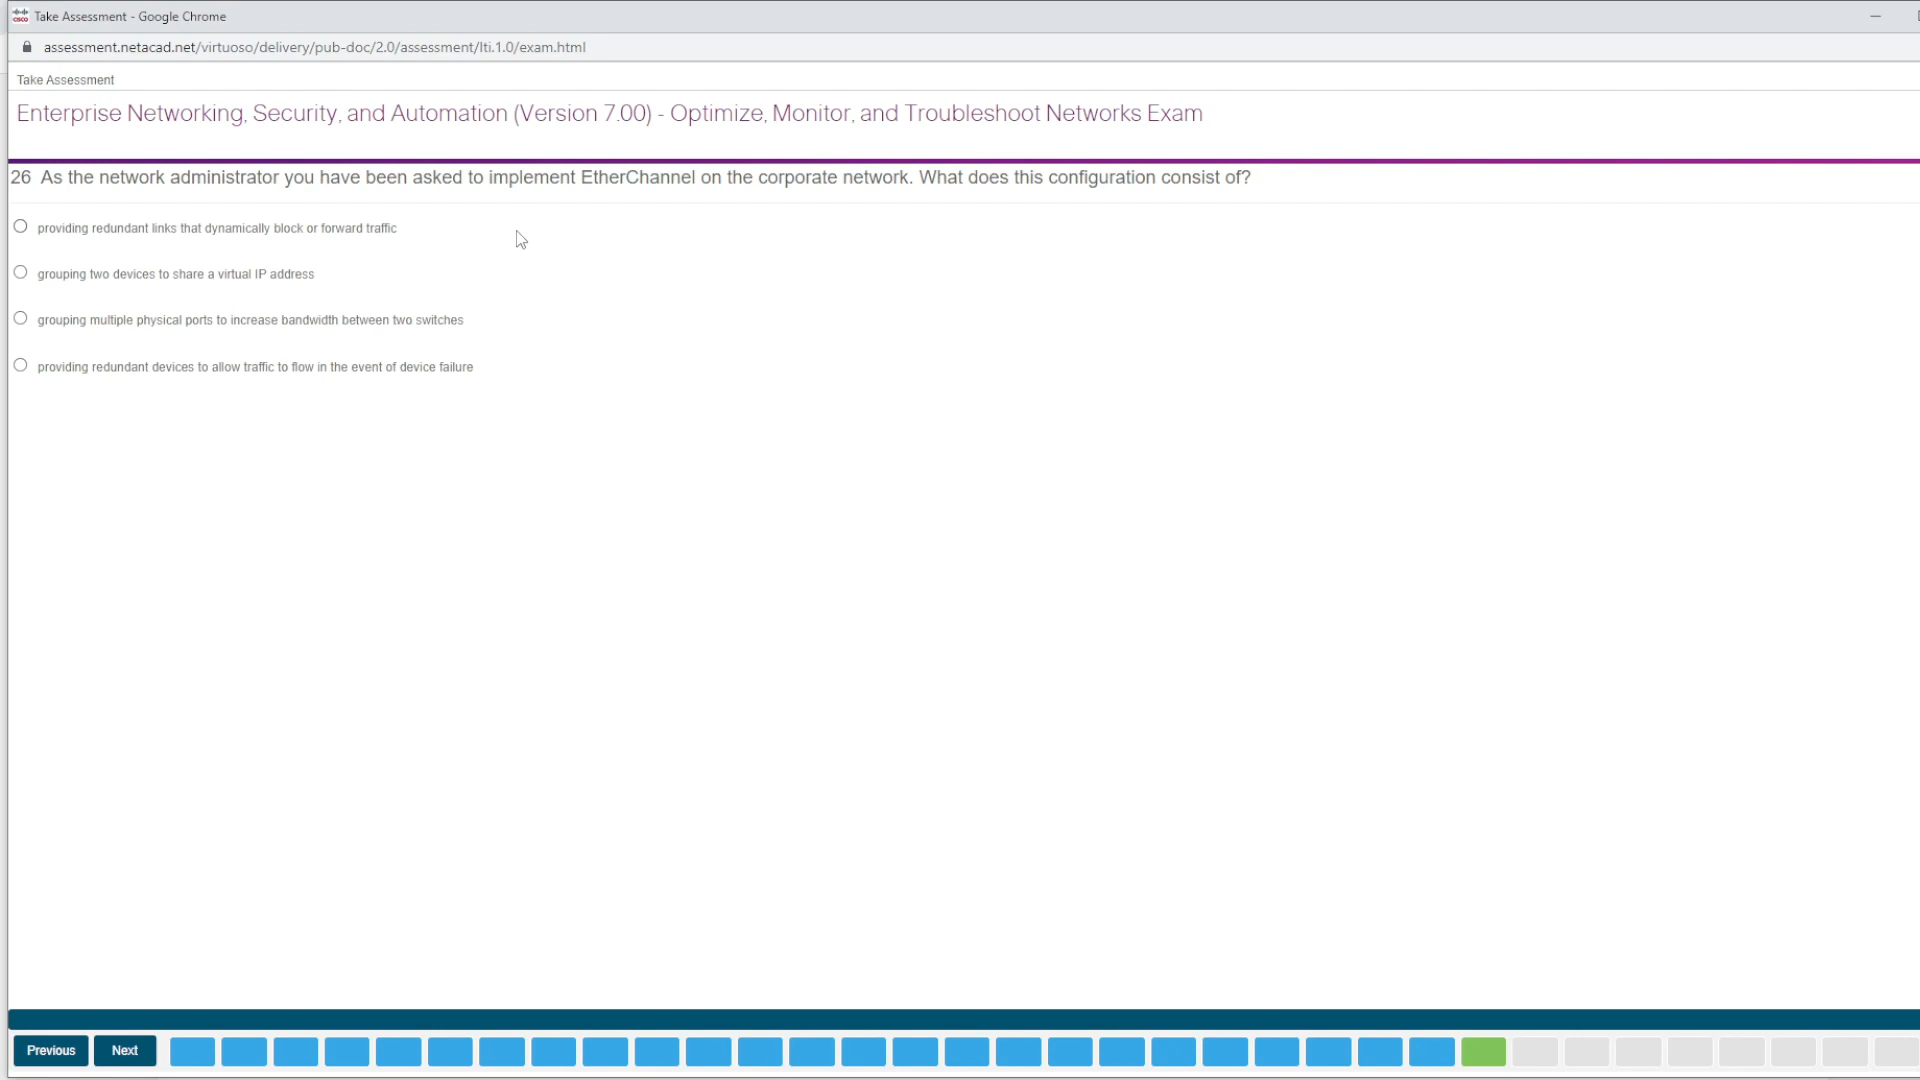 Take Assessment - Google Chrome
assessment.netacad.net/virtuoso/delivery/pub-doc/2.0/assessment/lti.1.0/exam.html
Take Assessment
Enterprise Networking, Security, and Automation (Version 7.00) - Optimize, Monitor, and Troubleshoot Networks Exam
26 As the network administrator you have been asked to implement EtherChannel on the corporate network. What does this configuration consist of?
providing redundant links that dynamically block or forward traffic
grouping two devices to share a virtual IP address
grouping multiple physical ports to increase bandwidth between two switches
providing redundant devices to allow traffic to flow in the event of device failure
Previous Next